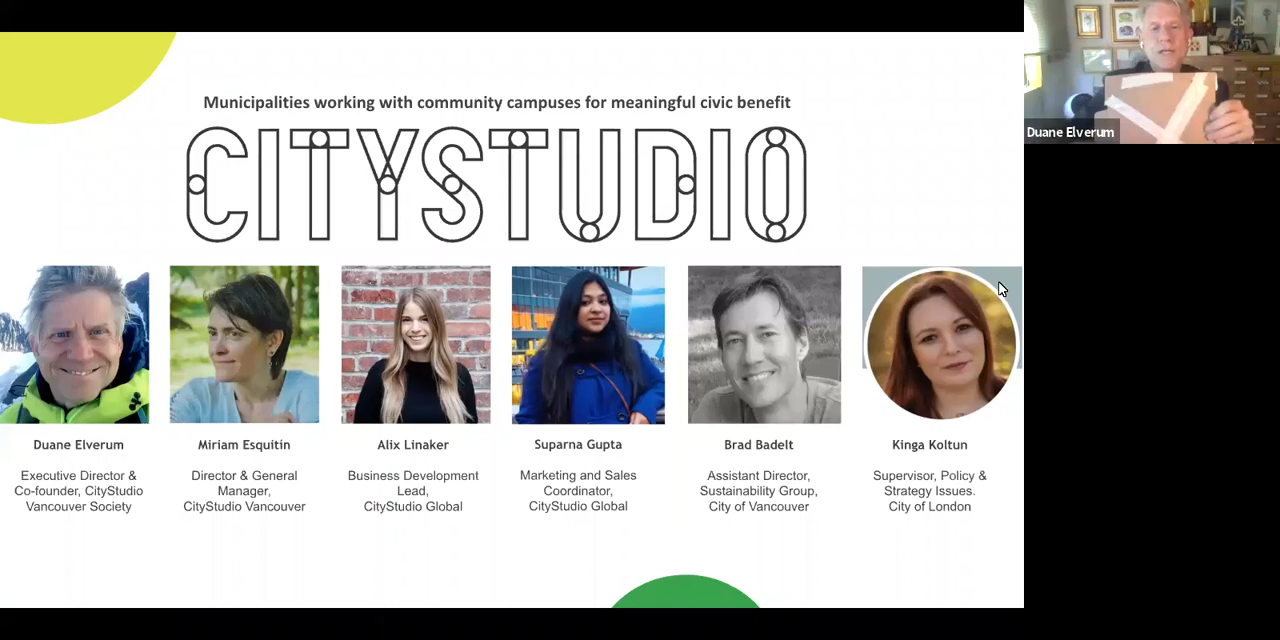 Municipalities working with community campuses for meaningful civic benefit
CITYSTUDIO
Duane Elverum
Duane Elverum
Executive Director &
Co-founder, CityStudio
Vancouver Society
Miriam Esquitin
Director & General
Manager,
CityStudio Vancouver
Alix Linaker
Business Development
Lead,
CityStudio Global
Suparna Gupta
Marketing and Sales
Coordinator,
CityStudio Global
Brad Badelt
Assistant Director,
Sustainability Group,
City of Vancouver
Kinga Koltun
Supervisor, Policy &
Strategy Issues.
City of London